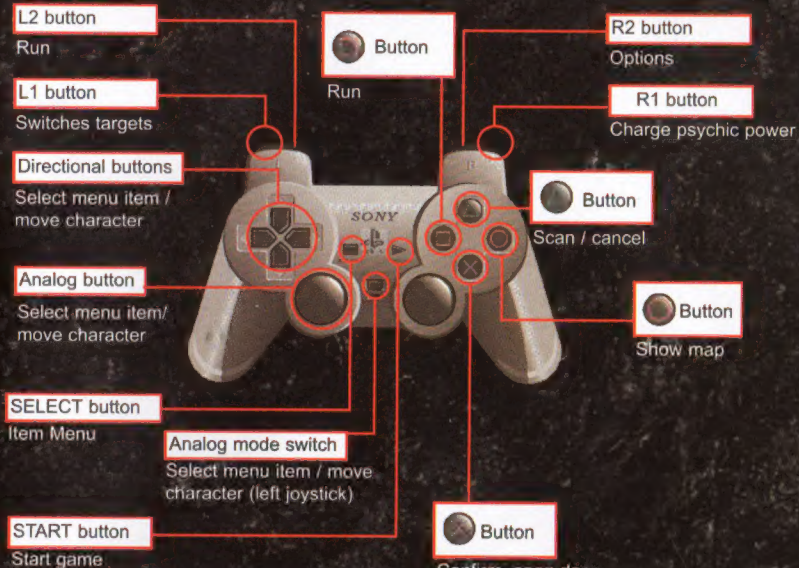 L2 button
Run
L1 button
Switches targets
Directional buttons
Select menu item /
move character
Analog button
Select menu item/
move character
SELECT button
Item Menu
Analog mode switch
Select menu item / move
character (left joystick)
START button
Start game
Button
Run
SONY
R2 button
Options
R1 button
Charge psychic power
Button
Scan / cancel
Button
Show map
Button